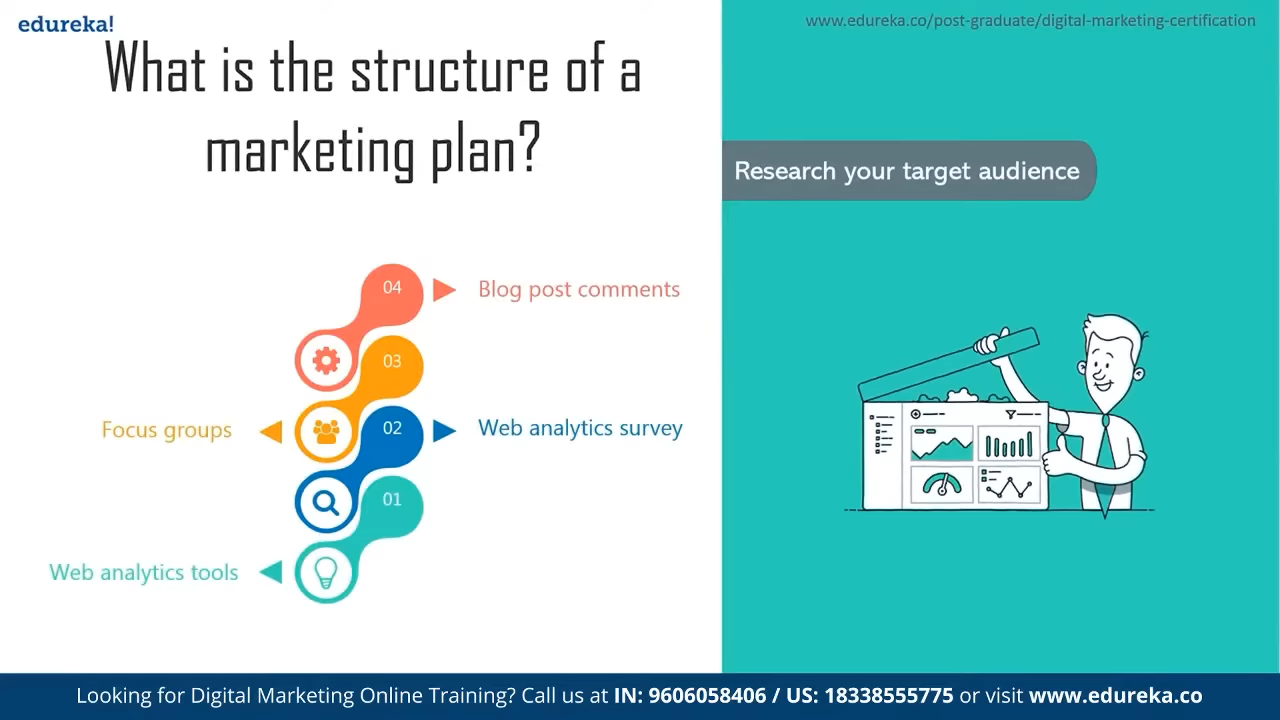 edureka!
www.edureka.co/post-graduate/digital-marketing-certification
What is the structure of a
marketing plan?
Research your target audience
04
Blog post comments
03
Focus groups
02
Web analytics survey
01
Web analytics tools
Looking for Digital Marketing Online Training? Call us at IN: 9606058406 / US: 18338555775 or visit www.edureka.co